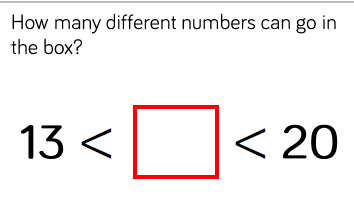 How many different numbers can go in
the box?
13 < < 20